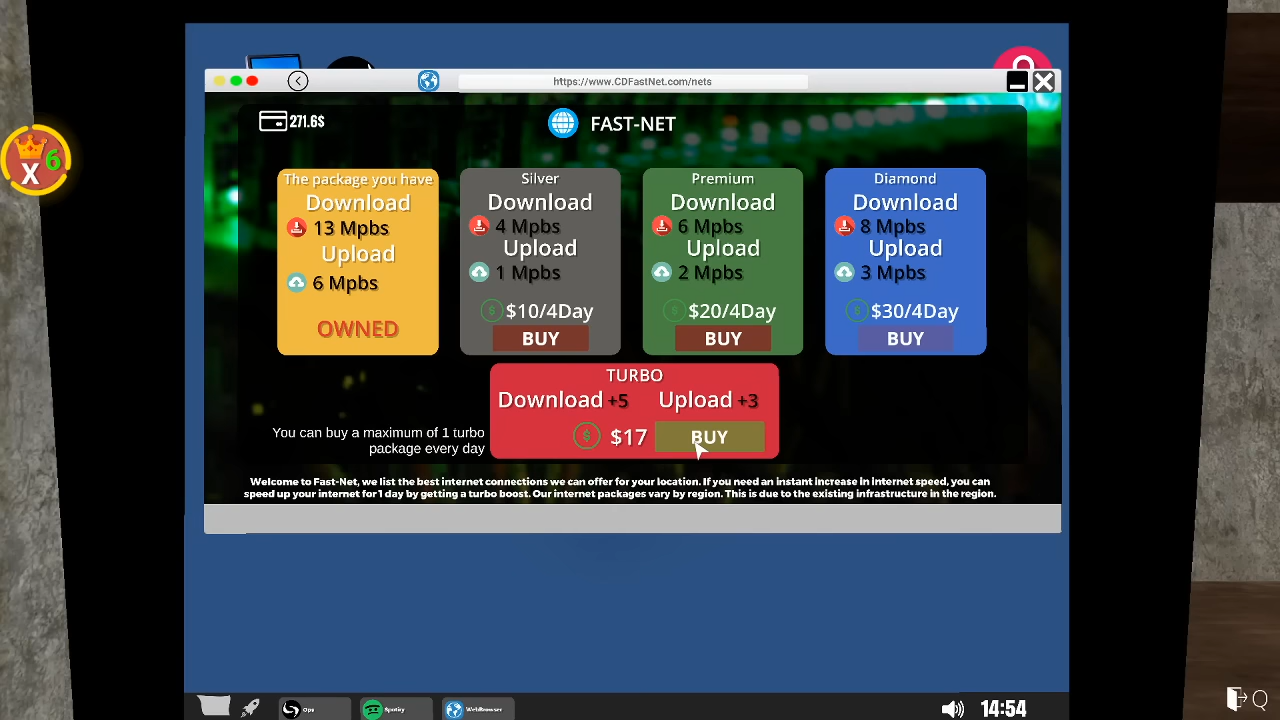 https://www.CDFastNet.com/nets
271.6$
FAST-NET
X 6
The package you have
Download
13 Mpbs
Upload
6 Mpbs
OWNED
Silver
Download
4 Mpbs
Upload
1 Mpbs
$10/4Day
BUY
Premium
Download
6 Mpbs
Upload
2 Mpbs
$20/4Day
BUY
Diamond
Download
8 Mpbs
Upload
3 Mpbs
$30/4Day
BUY
TURBO
Download +5 Upload +3
$17 BUY
You can buy a maximum of 1 turbo
package every day
Welcome to Fast-Net, we list the best internet connections we can offer for your location. If you need an instant increase in internet speed, you can
speed up your internet for 1 day by getting a turbo boost. Our internet packages vary by region. This is due to the existing infrastructure in the region.
Ops
Spotiy
WebBrowser
14:54
Q